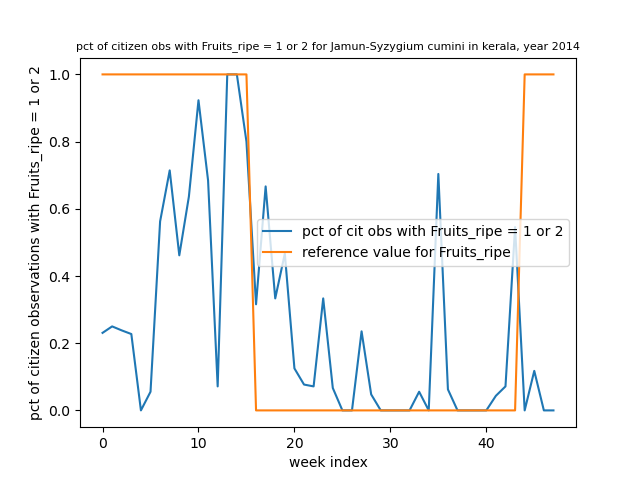 pct of citizen obs with Fruits_ripe = 1 or 2 for Jamun-Syzygium cumini in kerala, year 2014
pct of citizen observations with Fruits_ripe = 1 or 2
1.0
0.8
0.6
0.4
0.2
0.0
pct of cit obs with Fruits_ripe = 1 or 2
reference value for Fruits_ripe
0 10 20 30 40
week index